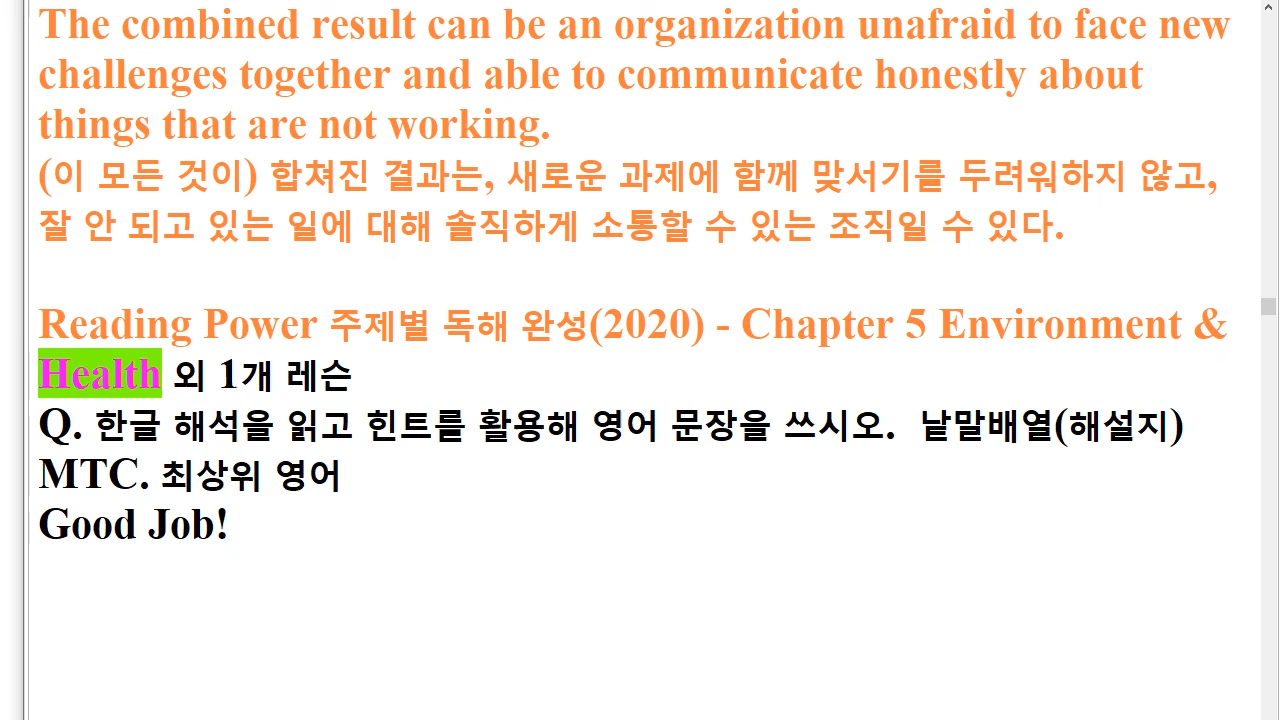 The combined result can be an organization unafraid to face new
challenges together and able to communicate honestly about
things that are not working.
(이 모든 것이) 합쳐진 결과는, 새로운 과제에 함께 맞서기를 두려워하지 않고,
잘 안 되고 있는 일에 대해 솔직하게 소통할 수 있는 조직일 수 있다.
Reading Power 주제별 독해 완성(2020) - Chapter 5 Environment &
Health 외 1개 레슨
Q. 한글 해석을 읽고 힌트를 활용해 영어 문장을 쓰시오.  낱말배열(해설지)
MTC. 최상위 영어
Good Job!